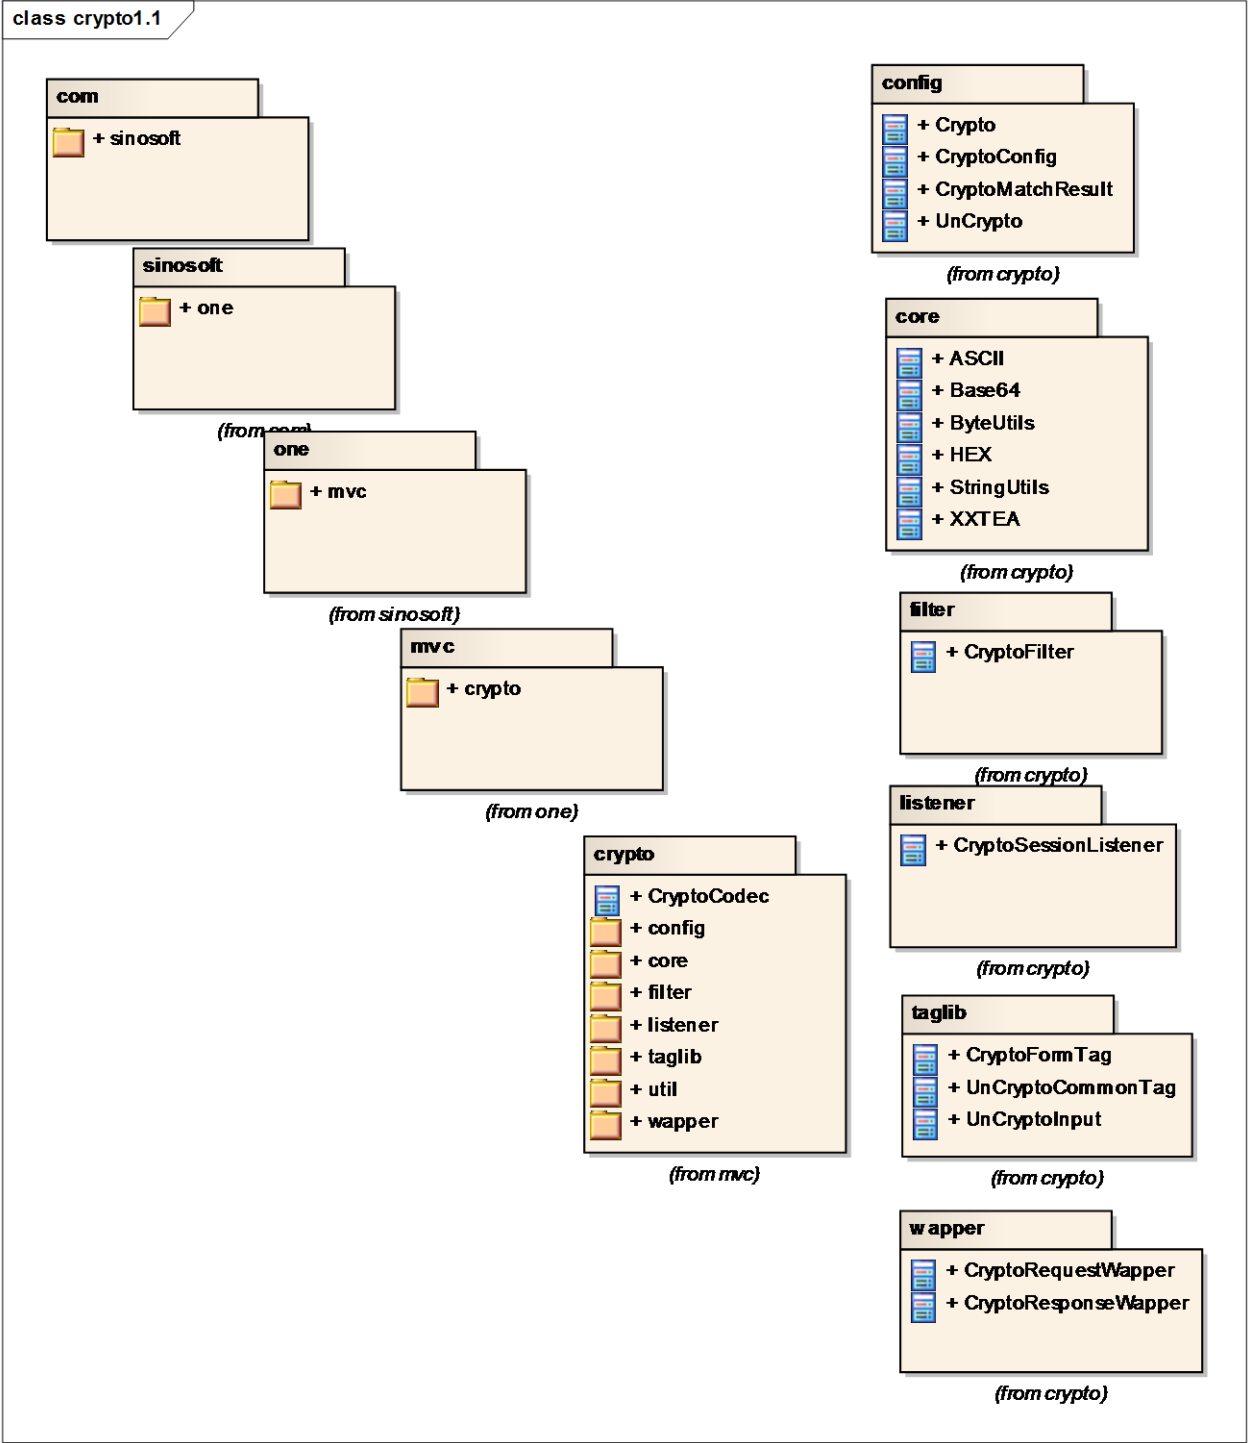 class crypto1.1
com
+ sinosoft
sinosoft
+ one
(from com)
one
+ mvc
(from sinosoft)
mvc
+ crypto
(from one)
crypto
+ CryptoCodec
+ config
+ core
+ filter
+ listener
+ taglib
+ util
+ wapper
(from mvc)
config
+ Crypto
+ CryptoConfig
+ CryptoMatchResult
+ UnCrypto
(from crypto)
core
+ ASCII
+ Base64
+ ByteUtils
+ HEX
+ StringUtils
+ XXTEA
(from crypto)
filter
+ CryptoFilter
(from crypto)
listener
+ CryptoSessionListener
(from crypto)
taglib
+ CryptoFormTag
+ UnCryptoCommonTag
+ UnCryptoInput
(from crypto)
wapper
+ CryptoRequestWapper
+ CryptoResponseWapper
(from crypto)